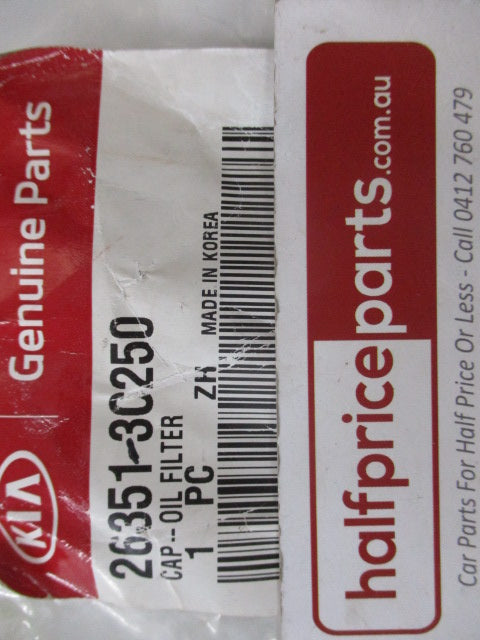 KIA Genuine Parts
26351-3C250
CAP--OIL FILTER
1 PC ZH MADE IN KOREA
halfpriceparts.com.au
Car Parts For Half Price Or Less - Call 0412 760 479